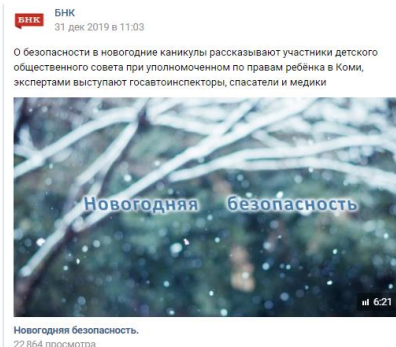 БНК
БНК
31 дек 2019 в 11:03
О безопасности в новогодние каникулы рассказывают участники детского
общественного совета при уполномоченном по правам ребёнка в Коми,
экспертами выступают госавтоинспекторы, спасатели и медики
Новогодняя безопасность
6:21
Новогодняя безопасность.
22 864 просмотра